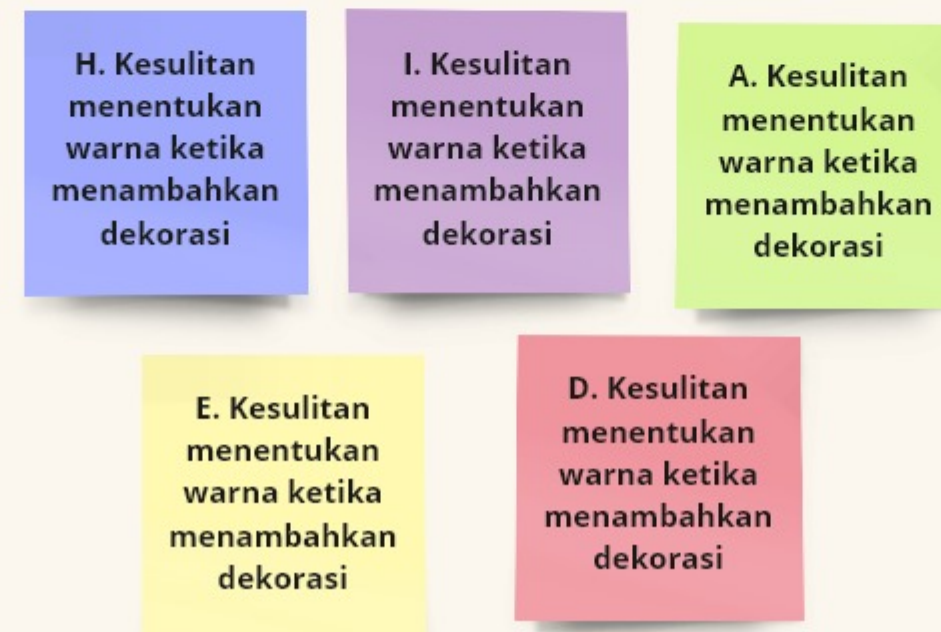 H. Kesulitan
menentukan
warna ketika
menambahkan
dekorasi
I. Kesulitan
menentukan
warna ketika
menambahkan
dekorasi
A. Kesulitan
menentukan
warna ketika
menambahkan
dekorasi
E. Kesulitan
menentukan
warna ketika
menambahkan
dekorasi
D. Kesulitan
menentukan
warna ketika
menambahkan
dekorasi